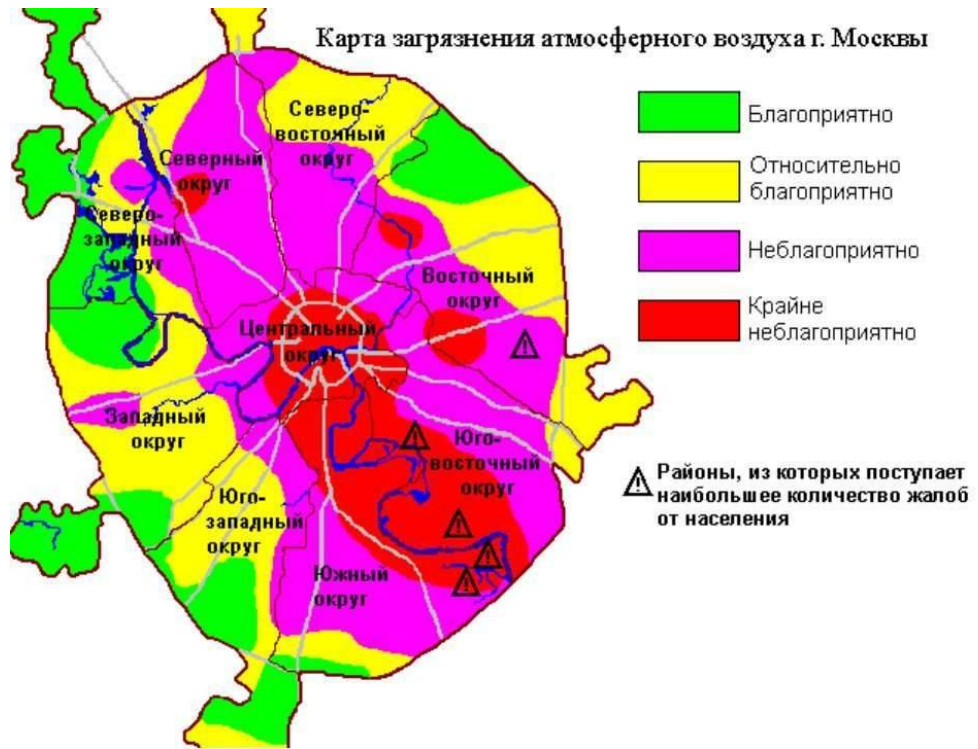 Карта загрязнения атмосферного воздуха г. Москвы
Благоприятно
Относительно
благоприятно
Неблагоприятно
Крайне
неблагоприятно
Районы, из которых поступает
наибольшее количество жалоб
от населения
Северо-
восточный
округ
Северный
округ
Северо-
западный
округ
Восточный
округ
Центральный
округ
Западный
округ
Юго-
восточный
округ
Юго-
западный
округ
Южный
округ